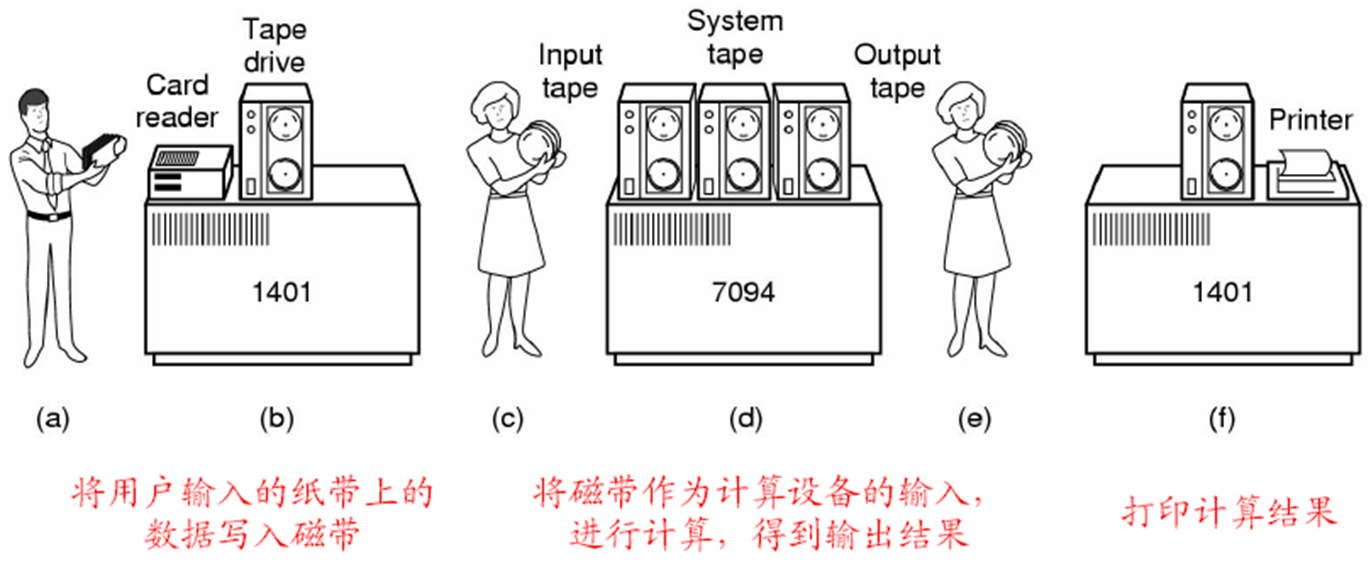 Card
reader
Tape
drive
Input
tape
System
tape
Output
tape
Printer
1401
7094
1401
(a)
(b)
(c)
(d)
(e)
(f)
将用户输入的纸带上的
数据写入磁带
将磁带作为计算设备的输入，
进行计算，得到输出结果
打印计算结果